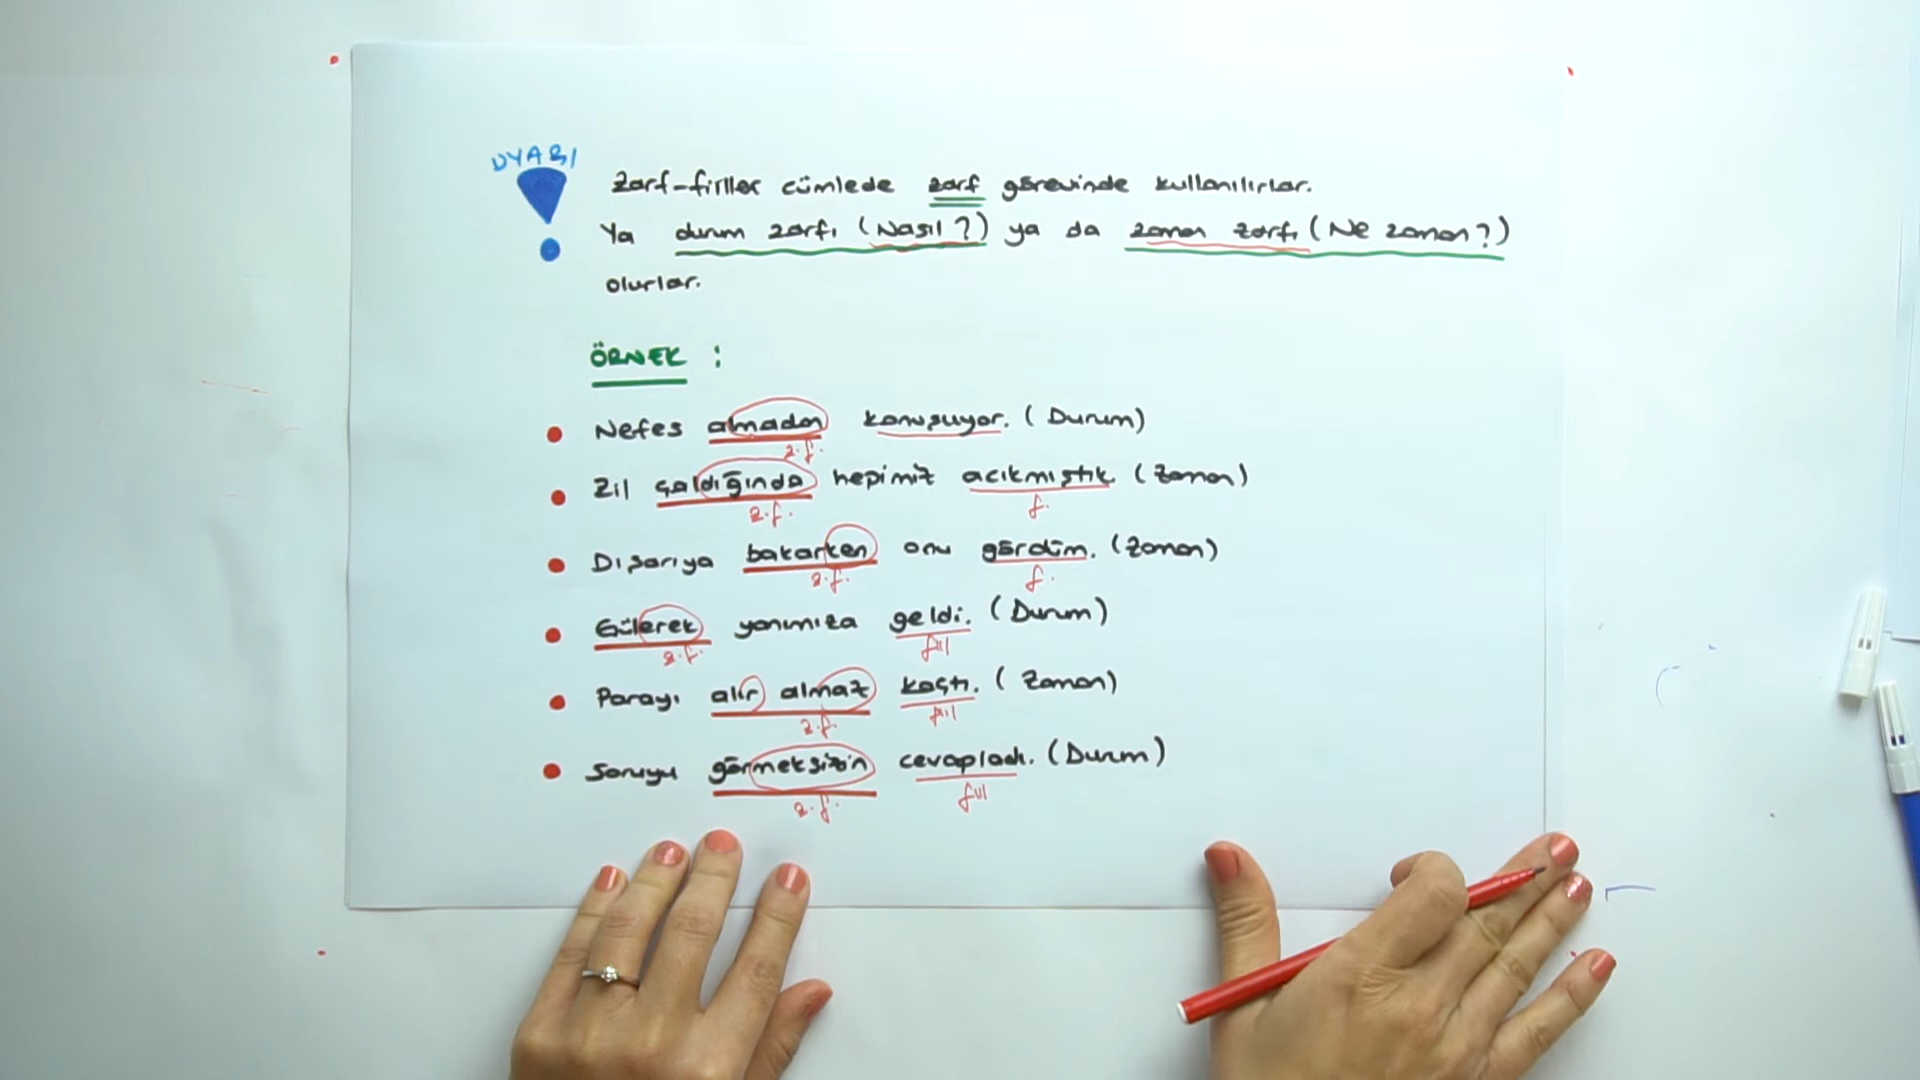 UYARI
Zarf-fiiller cümlede zarf görevinde kullanılırlar.
Ya durum zarfı (Nasıl?) ya da zaman zarfı (Ne zaman?)
olurlar.
ÖRNEK :
Nefes almadan konuşuyor. (Durum)
z.f.
Zil çaldığında hepimiz acıkmıştık (Zaman)
z.f. f.
Dışarıya bakarken onu gördüm. (Zaman)
z.f. f.
Gülerek yanımıza geldi. (Durum)
z.f. fiil
Parayı alır almaz kaçtı. (Zaman)
z.f. fiil
Soruyu görmeksizin cevapladı. (Durum)
z.f. fiil